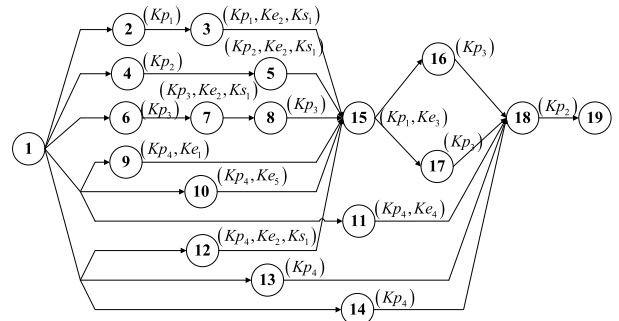 2 (Kp₁) 3 (Kp₁, Ke₂, Ks₁)
16 (Kp₃)
(Kp₂, Ke₂, Ks₁)
4 (Kp₂) 5
(Kp₃, Ke₂, Ks₁)
6 (Kp₃) 7 8 (Kp₃) 15 (Kp₁, Ke₃) 18 (Kp₂) 19
1
9 (Kp₄, Ke₁) 17
10 (Kp₄, Ke₅)
11 (Kp₄, Ke₄)
12 (Kp₄, Ke₂, Ks₁)
13 (Kp₄)
14 (Kp₄)